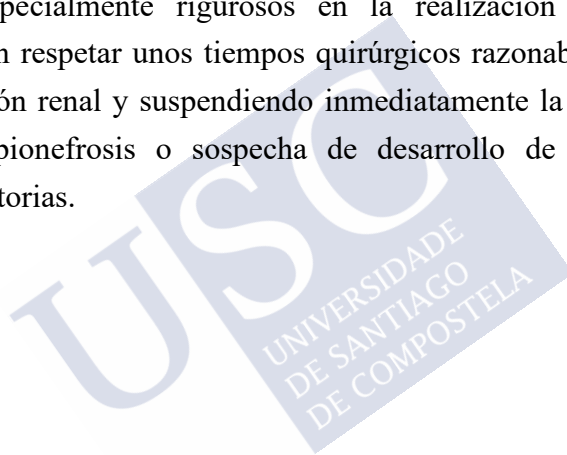 pecialmente rigurosos en la realización
n respetar unos tiempos quirúrgicos razonab
ón renal y suspendiendo inmediatamente la
pionefrosis o sospecha de desarrollo de
torias.
USC
UNIVERSIDADE
DE SANTIAGO
DE COMPOSTELA